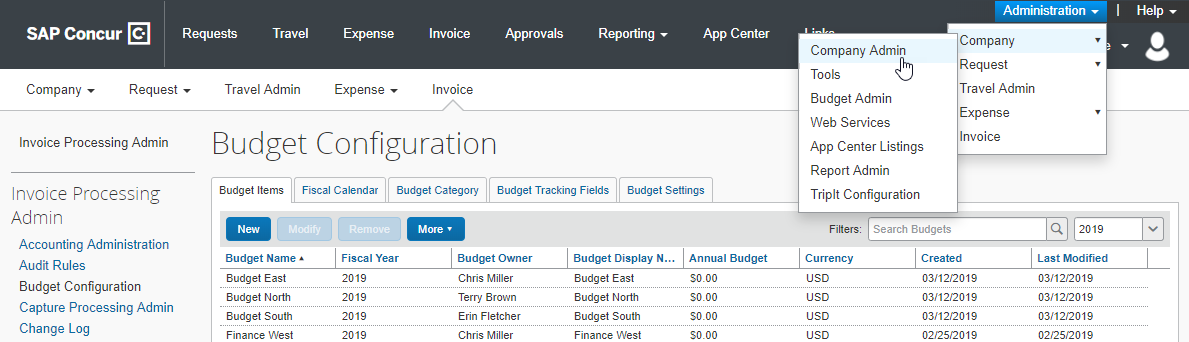 Administration | Help
SAP Concur C Requests Travel Expense Invoice Approvals Reporting App Center Links
Company Admin
Tools
Budget Admin
Web Services
App Center Listings
Report Admin
TripIt Configuration
Company
Request
Travel Admin
Expense
Invoice
Company Request Travel Admin Expense Invoice
Invoice Processing Admin
Invoice Processing
Admin
Accounting Administration
Audit Rules
Budget Configuration
Capture Processing Admin
Change Log
Budget Configuration
Budget Items Fiscal Calendar Budget Category Budget Tracking Fields Budget Settings
New Modify Remove More Filters: Search Budgets 2019
Budget Name Fiscal Year Budget Owner Budget Display N... Annual Budget Currency Created Last Modified
Budget East 2019 Chris Miller Budget East $0.00 USD 03/12/2019 03/12/2019
Budget North 2019 Terry Brown Budget North $0.00 USD 03/12/2019 03/12/2019
Budget South 2019 Erin Fletcher Budget South $0.00 USD 03/12/2019 03/12/2019
Finance West 2019 Chris Miller Finance West $0.00 USD 02/25/2019 02/25/2019